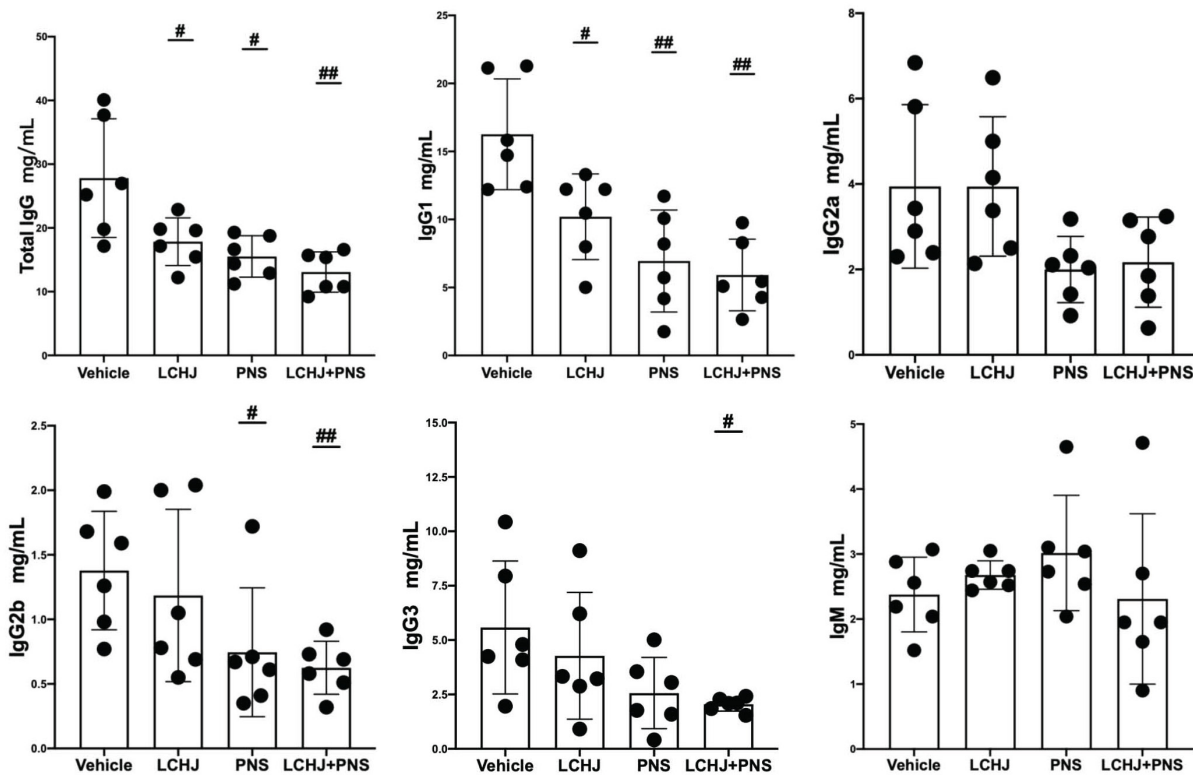 # # ##
50
40
30
20
10
0
Total IgG mg/mL
Vehicle LCHJ PNS LCHJ+PNS
# ## ##
25
20
15
10
5
0
IgG1 mg/mL
Vehicle LCHJ PNS LCHJ+PNS
8
6
4
2
0
IgG2a mg/mL
Vehicle LCHJ PNS LCHJ+PNS
# ##
2.5
2.0
1.5
1.0
0.5
0.0
IgG2b mg/mL
Vehicle LCHJ PNS LCHJ+PNS
#
15.0
12.5
10.0
7.5
5.0
2.5
0.0
IgG3 mg/mL
Vehicle LCHJ PNS LCHJ+PNS
5
4
3
2
1
0
IgM mg/mL
Vehicle LCHJ PNS LCHJ+PNS